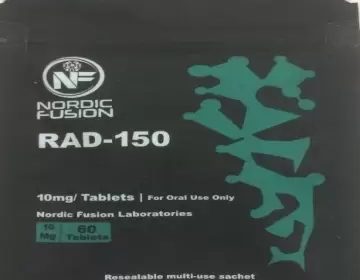 NF
NORDIC
FUSION
RAD-150
10mg/ Tablets | For Oral Use Only
Nordic Fusion Laboratories
10 60
Mg Tablets
Resealable multi-use sachet